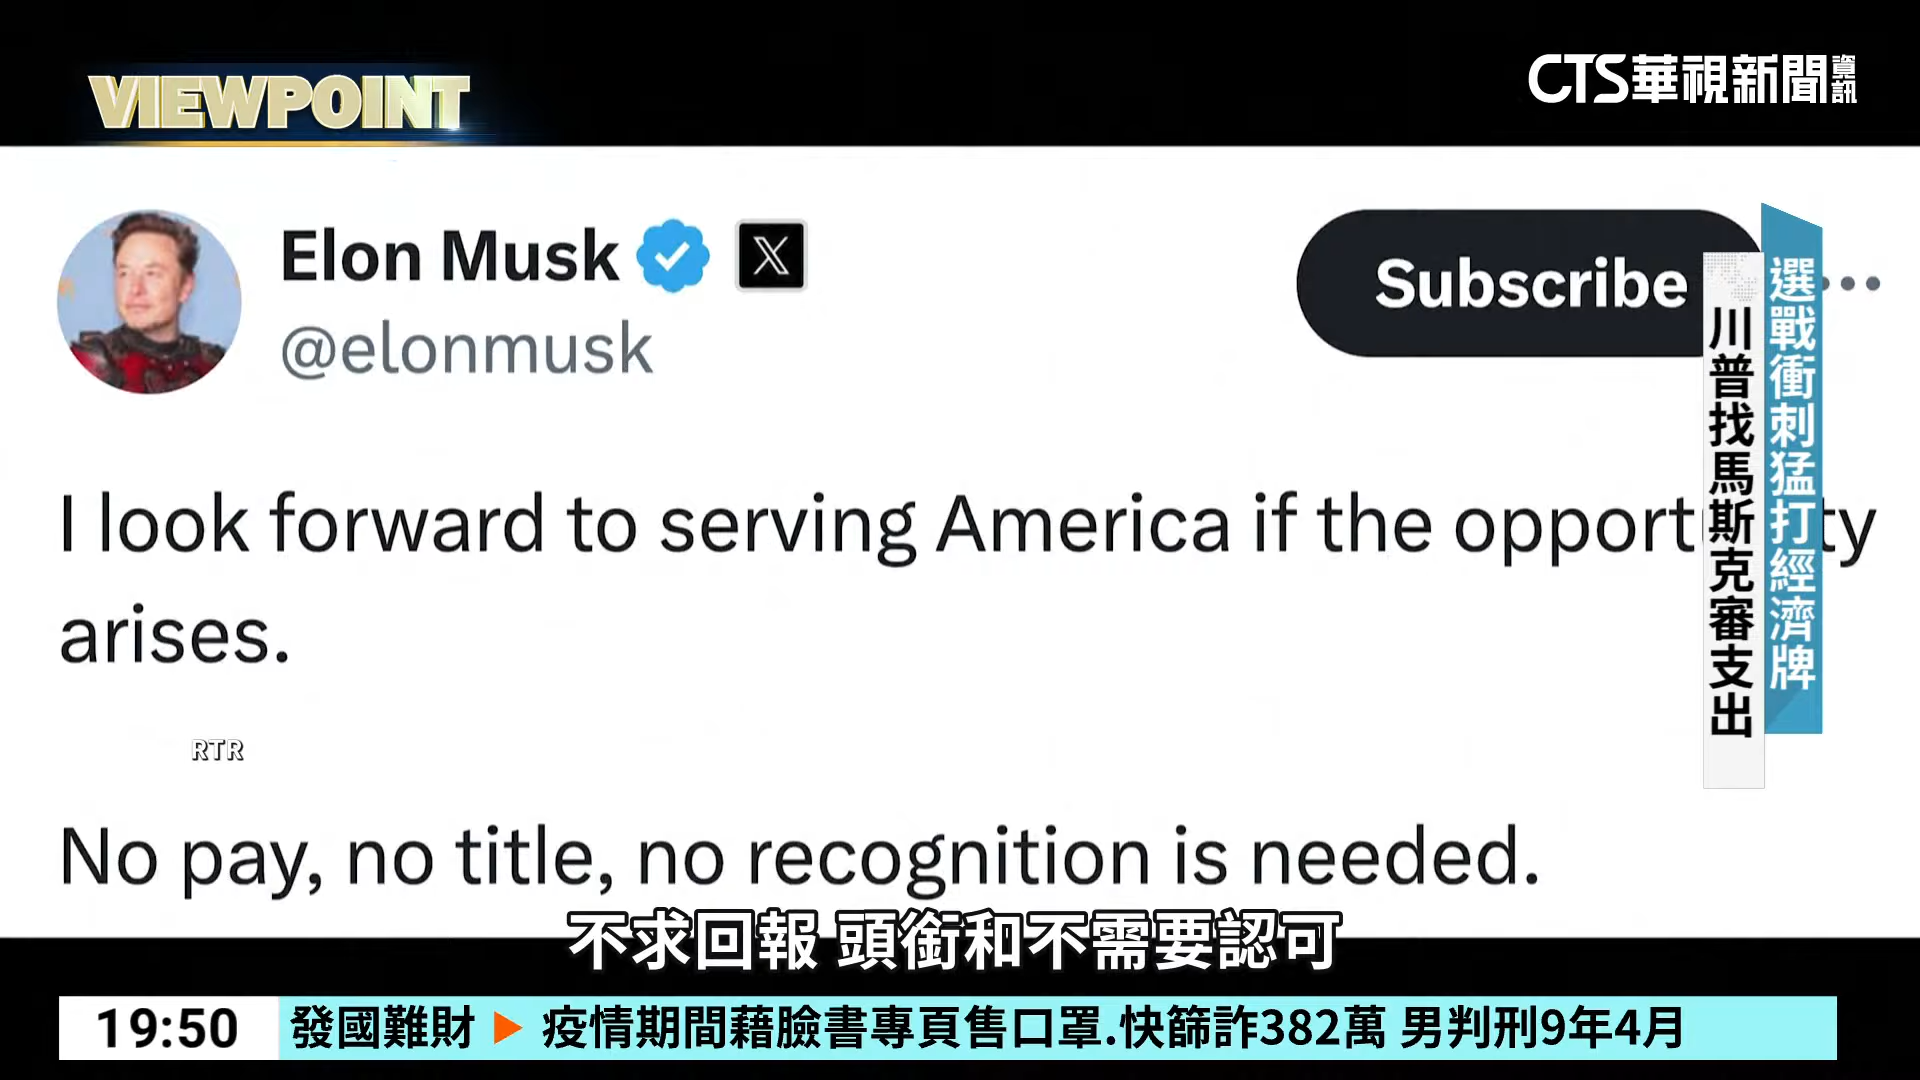 VIEWPOINT
CTS華視新聞資訊
Elon Musk
@elonmusk
Subscribe
選戰衝刺猛打經濟牌
川普找馬斯克審支出
I look forward to serving America if the opportunity
arises.
RTR
No pay, no title, no recognition is needed.
不求回報 頭銜和不需要認可
19:50 發國難財 ▶ 疫情期間藉臉書專頁售口罩.快篩詐382萬 男判刑9年4月